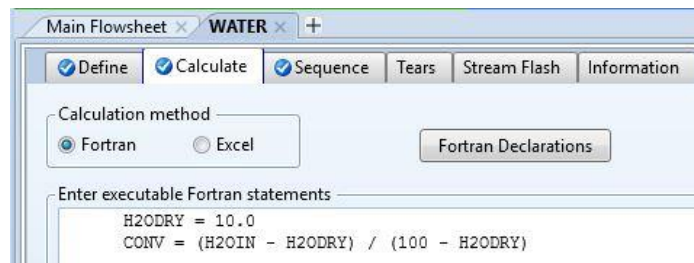 Main Flowsheet × WATER × +
Define Calculate Sequence Tears Stream Flash Information
Calculation method
Fortran Excel Fortran Declarations
Enter executable Fortran statements
H2ODRY = 10.0
CONV = (H2OIN - H2ODRY) / (100 - H2ODRY)